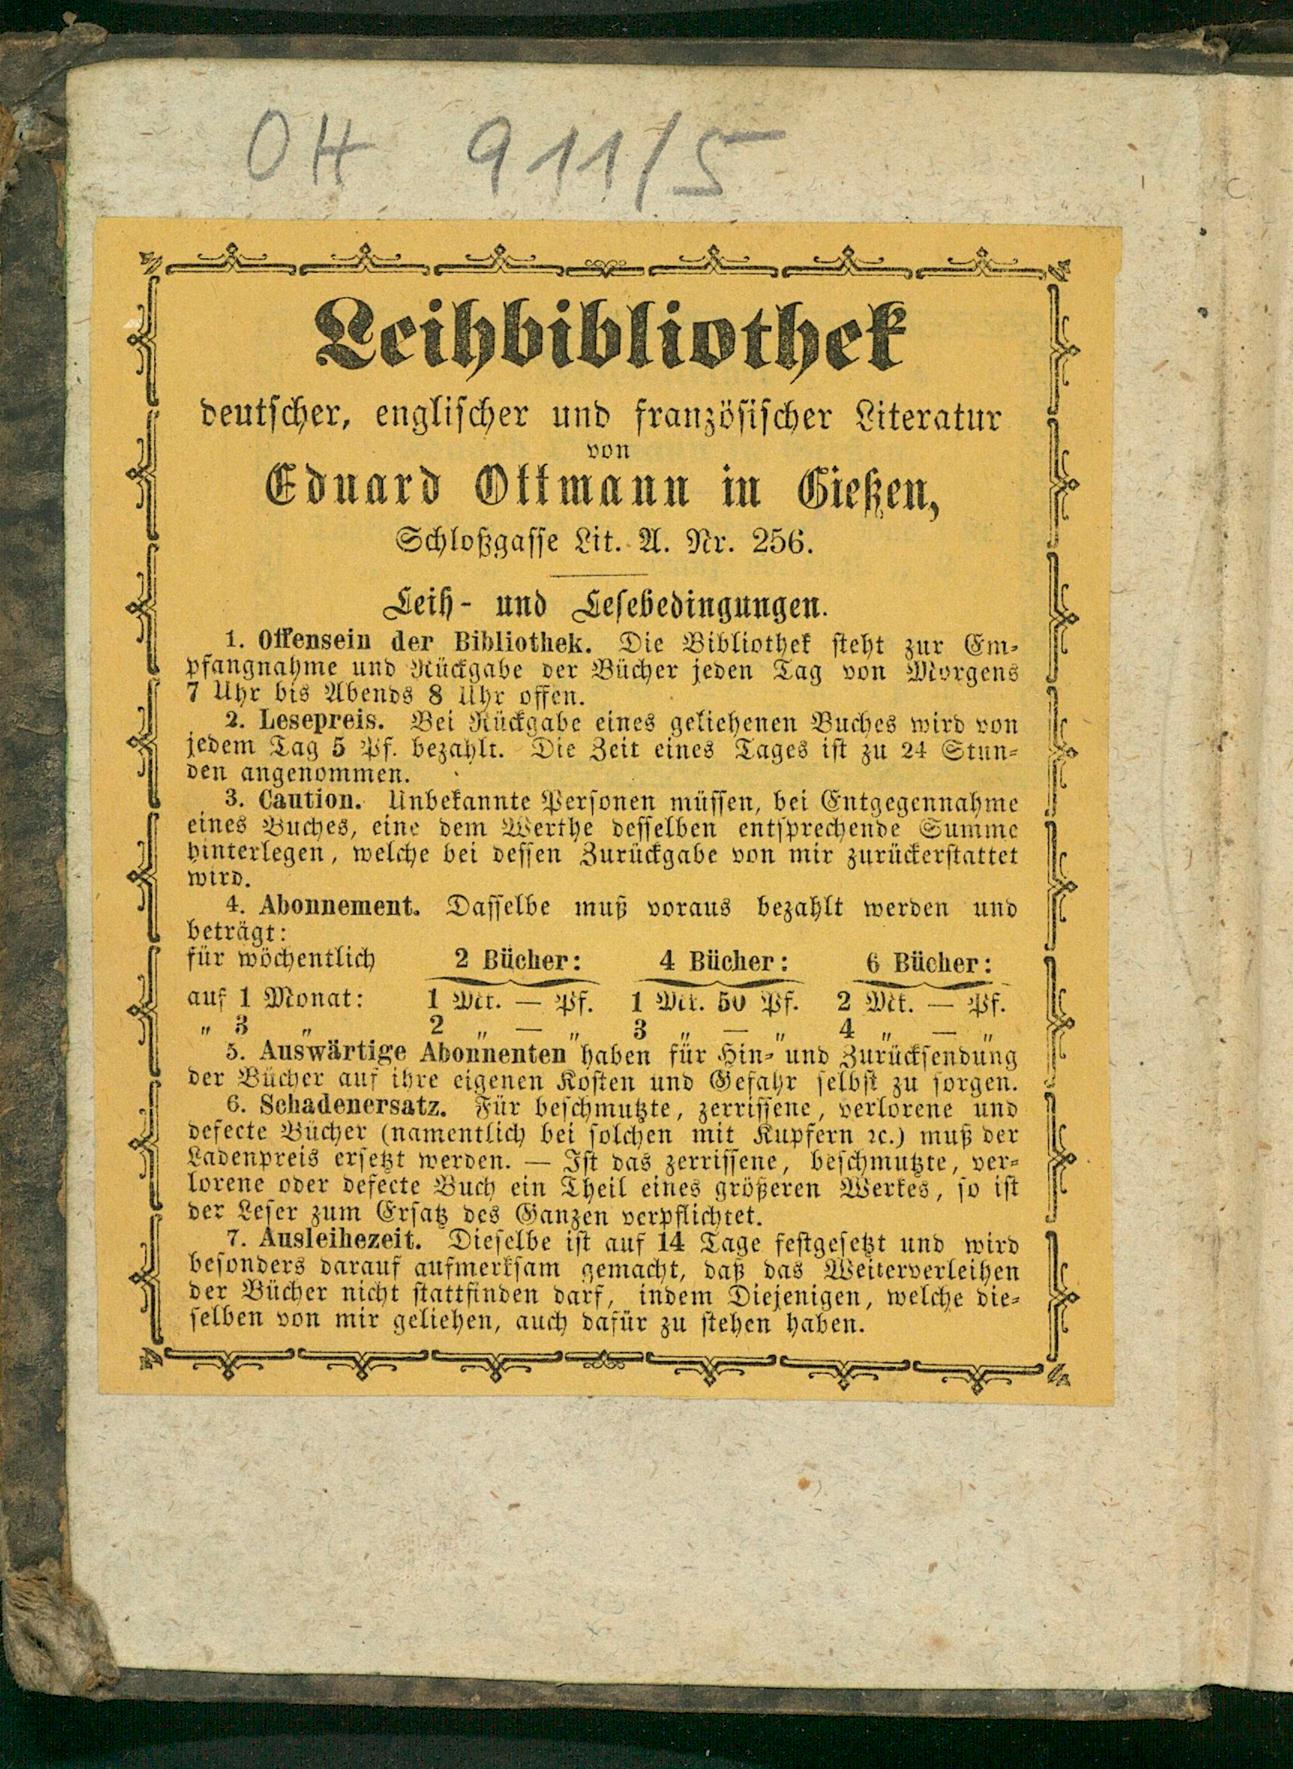 OH 911/5
Leihbibliothek
deutscher, englischer und französischer Literatur
von
Eduard Ottmann in Gießen,
Schloßgasse Lit. A. Nr. 256.
Leih- und Lesebedingungen.
1. Offensein der Bibliothek. Die Bibliothek steht zur Em-
pfangnahme und Rückgabe der Bücher jeden Tag von Morgens
7 Uhr bis Abends 8 Uhr offen.
2. Lesepreis. Bei Rückgabe eines geliehenen Buches wird von
jedem Tag 5 Pf. bezahlt. Die Zeit eines Tages ist zu 24 Stun-
den angenommen.
3. Caution. Unbekannte Personen müssen, bei Entgegennahme
eines Buches, eine dem Werthe desselben entsprechende Summe
hinterlegen, welche bei dessen Zurückgabe von mir zurückerstattet
wird.
4. Abonnement. Dasselbe muß voraus bezahlt werden und
beträgt:
für wöchentlich 2 Bücher: 4 Bücher: 6 Bücher:
auf 1 Monat: 1 Mk. — Pf. 1 Mk. 50 Pf. 2 Mk. — Pf.
„ 3 „ 2 „ — „ 3 „ — „ 4 „ — „
5. Auswärtige Abonnenten haben für Hin- und Zurücksendung
der Bücher auf ihre eigenen Kosten und Gefahr selbst zu sorgen.
6. Schadenersatz. Für beschmutzte, zerrissene, verlorene und
defecte Bücher (namentlich bei solchen mit Kupfern ꝛc.) muß der
Ladenpreis ersetzt werden. — Ist das zerrissene, beschmutzte, ver-
lorene oder defecte Buch ein Theil eines größeren Werkes, so ist
der Leser zum Ersatz des Ganzen verpflichtet.
7. Ausleihezeit. Dieselbe ist auf 14 Tage festgesetzt und wird
besonders darauf aufmerksam gemacht, daß das Weiterverleihen
der Bücher nicht stattfinden darf, indem Diejenigen, welche die-
selben von mir geliehen, auch dafür zu stehen haben.